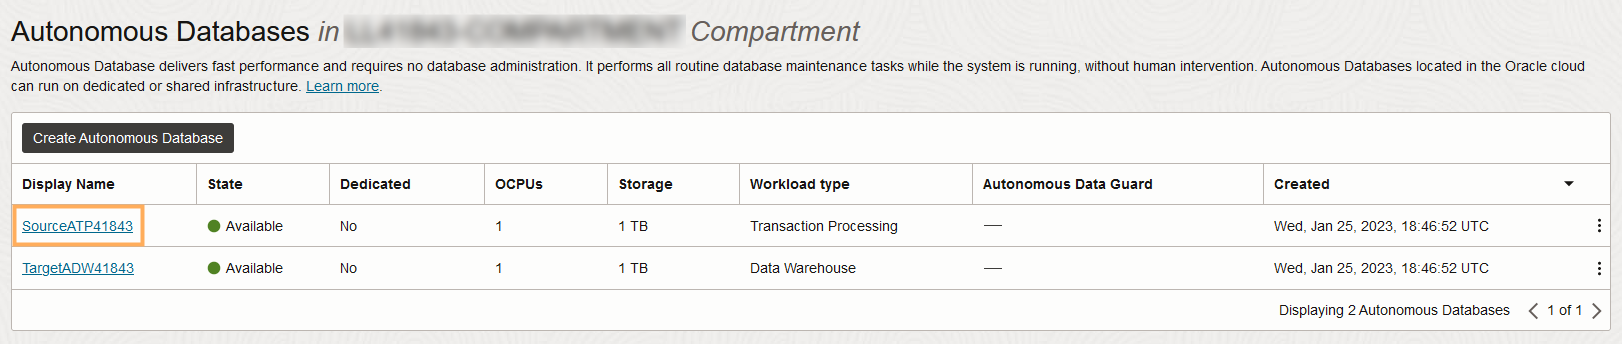 Autonomous Databases in Compartment
Autonomous Database delivers fast performance and requires no database administration. It performs all routine database maintenance tasks while the system is running, without human intervention. Autonomous Databases located in the Oracle cloud
can run on dedicated or shared infrastructure. Learn more.
Create Autonomous Database
Display Name State Dedicated OCPUs Storage Workload type Autonomous Data Guard Created
SourceATP41843 Available No 1 1 TB Transaction Processing — Wed, Jan 25, 2023, 18:46:52 UTC
TargetADW41843 Available No 1 1 TB Data Warehouse — Wed, Jan 25, 2023, 18:46:52 UTC
Displaying 2 Autonomous Databases < 1 of 1 >